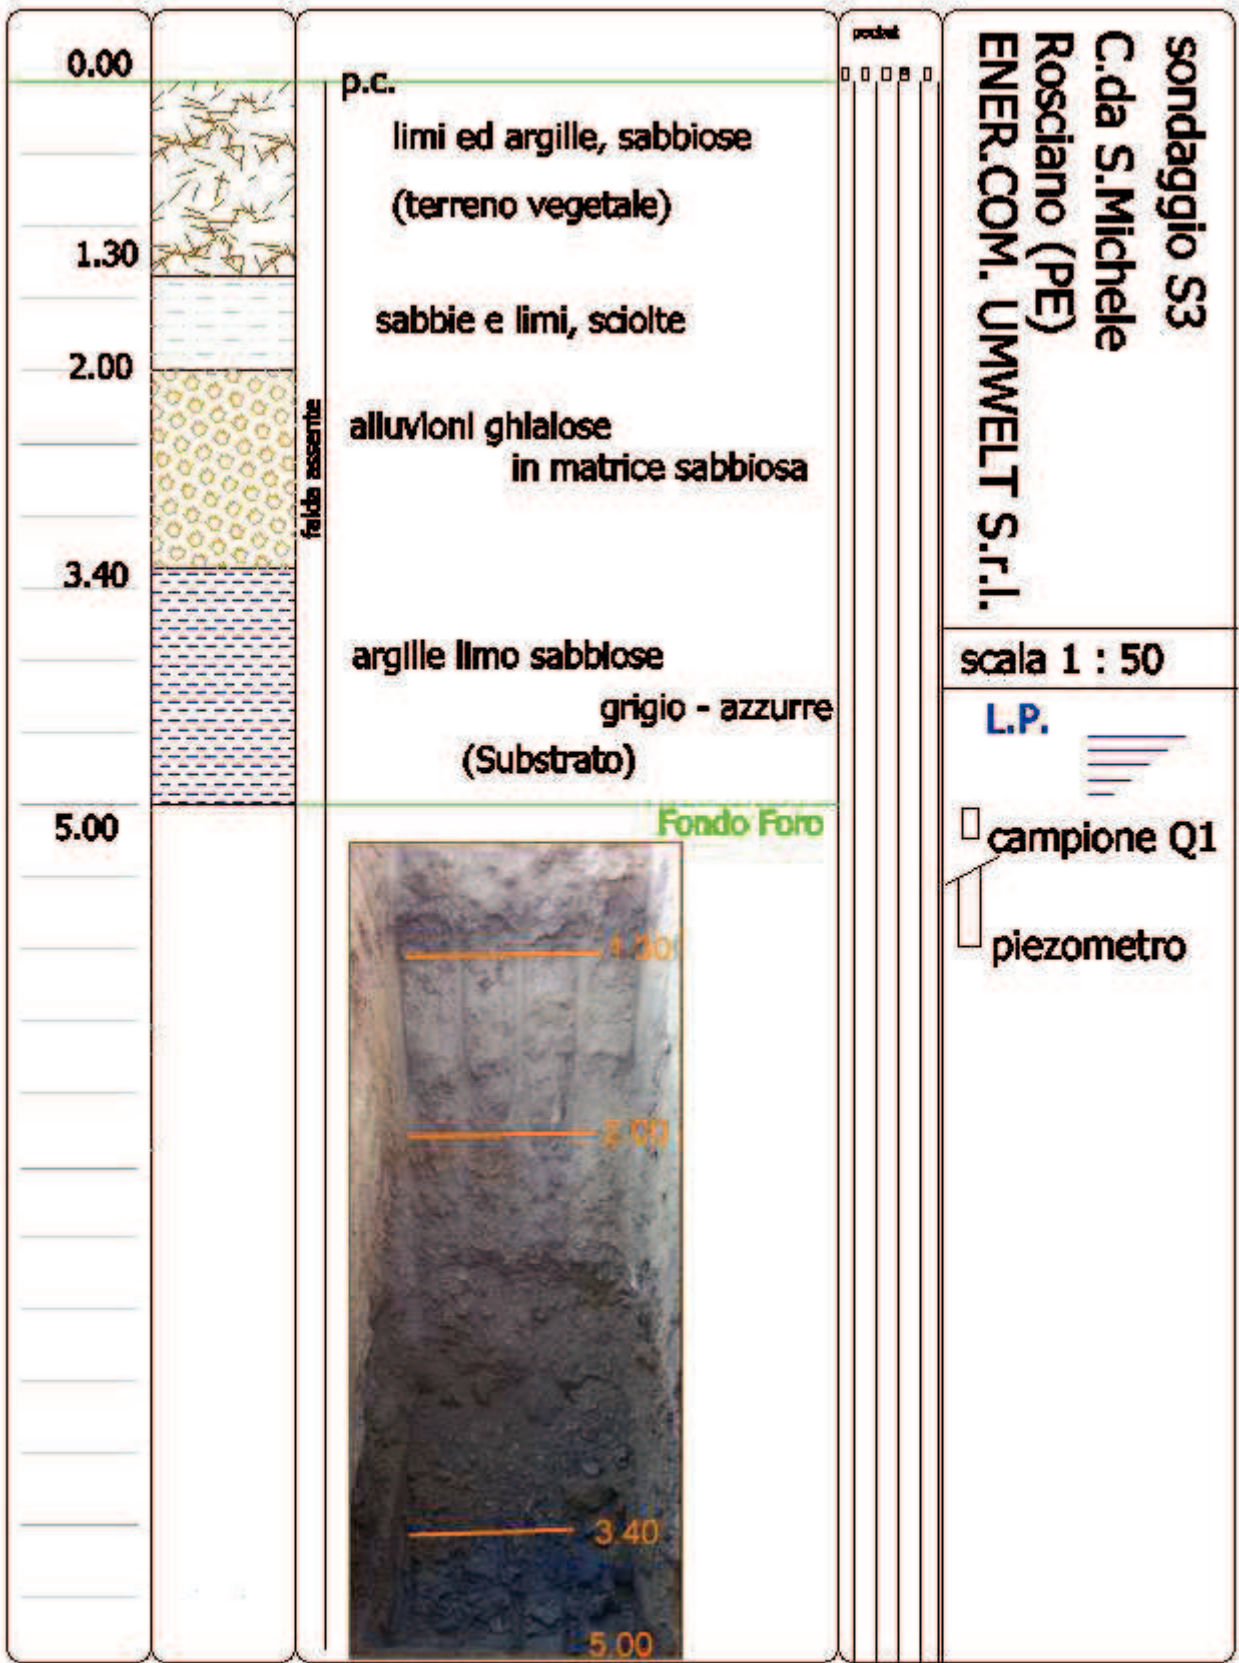 0.00
p.c.
limi ed argille, sabbiose
(terreno vegetale)
1.30
sabbie e limi, sciolte
2.00
falda assente
alluvioni ghiaiose
in matrice sabbiosa
3.40
argille limo sabbiose
grigio - azzurre
(Substrato)
5.00
Fondo Foro
1.30
2.00
3.40
5.00
pocket
sondaggio S3
C.da S.Michele
Rosciano (PE)
ENER.COM. UMWELT S.r.l.
scala 1 : 50
L.P.
campione Q1
piezometro